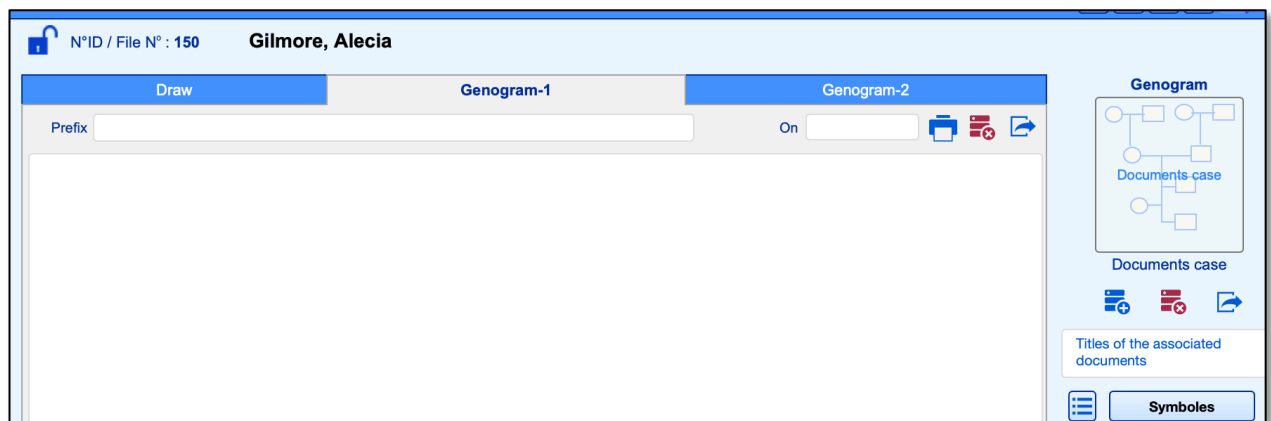 N°ID / File N° : 150 Gilmore, Alecia
Draw Genogram-1 Genogram-2
Prefix On
Genogram
Documents case
Documents case
Titles of the associated
documents
Symboles